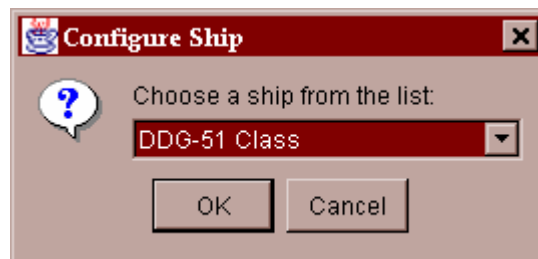 Configure Ship
Choose a ship from the list:
DDG-51 Class
OK Cancel